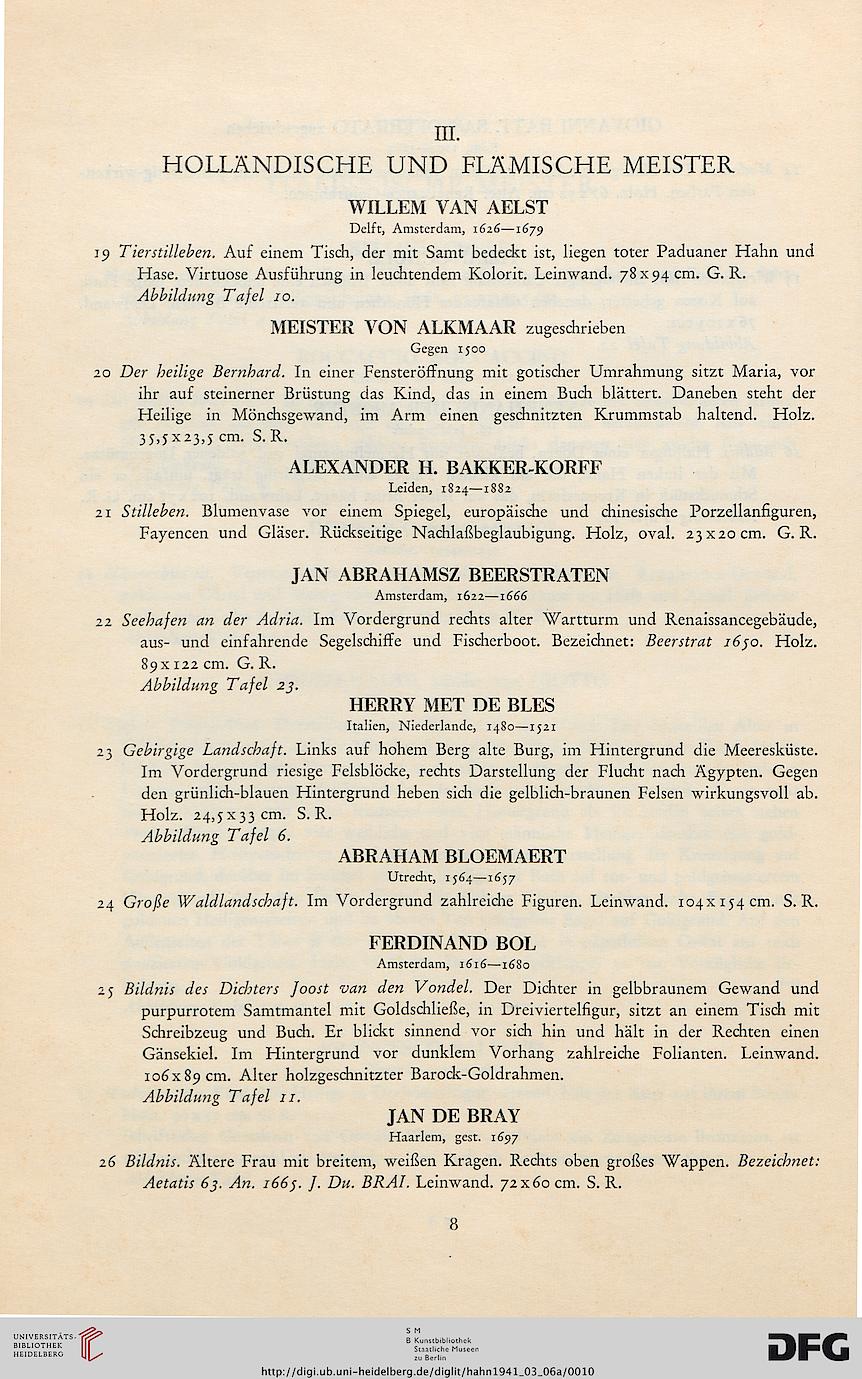 III.
HOLLÄNDISCHE UND FLÄMISCHE MEISTER
WILLEM VAN AELST
Delft, Amsterdam, 1626—1679
19 Tierstilleben. Auf einem Tisch, der mit Samt bedeckt ist, liegen toter Paduaner Hahn und
Hase. Virtuose Ausführung in leuchtendem Kolorit. Leinwand. 78x94 cm. G. R.
Abbildung Tafel 10.
MEISTER VON ALKMAAR zugeschrieben
Gegen 1500
20 Der heilige Bernhard. In einer Fensteröffnung mit gotischer Umrahmung sitzt Maria, vor
ihr auf steinerner Brüstung das Kind, das in einem Buch blättert. Daneben steht der
Heilige in Mönchsgewand, im Arm einen geschnitzten Krummstab haltend. Holz.
35,5x23,5 cm. S. R.
ALEXANDER H. BAKKER-KORFF
Leiden, 1824—1882
21 Stilleben. Blumenvase vor einem Spiegel, europäische und chinesische Porzellanfiguren,
Fayencen und Gläser. Rückseitige Nachlaßbeglaubigung. Holz, oval. 23x20 cm. G. R.
JAN ABRAHAMSZ BEERSTRATEN
Amsterdam, 1622—1666
22 Seehafen an der Adria. Im Vordergrund rechts alter Wartturm und Renaissancegebäude,
aus- und einfahrende Segelschiffe und Fischerboot. Bezeichnet: Beerstrat 1650. Holz.
89x122 cm. G. R.
Abbildung Tafel 23.
HERRY MET DE BLES
Italien, Niederlande, 1480—1521
23 Gebirgige Landschaft. Links auf hohem Berg alte Burg, im Hintergrund die Meeresküste.
Im Vordergrund riesige Felsblöcke, rechts Darstellung der Flucht nach Ägypten. Gegen
den grünlich-blauen Hintergrund heben sich die gelblich-braunen Felsen wirkungsvoll ab.
Holz. 24,5x33 cm. S. R.
Abbildung Tafel 6.
ABRAHAM BLOEMAERT
Utrecht, 1564—1657
24 Große Waldlandschaft. Im Vordergrund zahlreiche Figuren. Leinwand. 104x154 cm. S. R.
FERDINAND BOL
Amsterdam, 1616—1680
25 Bildnis des Dichters Joost van den Vondel. Der Dichter in gelbbraunem Gewand und
purpurrotem Samtmantel mit Goldschließe, in Dreiviertelfigur, sitzt an einem Tisch mit
Schreibzeug und Buch. Er blickt sinnend vor sich hin und hält in der Rechten einen
Gänsekiel. Im Hintergrund vor dunklem Vorhang zahlreiche Folianten. Leinwand.
106x89 cm. Alter holzgeschnitzter Barock-Goldrahmen.
Abbildung Tafel 11.
JAN DE BRAY
Haarlem, gest. 1697
26 Bildnis. Ältere Frau mit breitem, weißen Kragen. Rechts oben großes Wappen. Bezeichnet:
Aetatis 63. An. 1665. J. Du. BRAI. Leinwand. 72x60 cm. S. R.
8
UNIVERSITÄTS-
BIBLIOTHEK
HEIDELBERG
S M
B Kunstbibliothek
Staatliche Museen
zu Berlin
DFG
http://digi.ub.uni-heidelberg.de/diglit/hahn1941_03_06a/0010